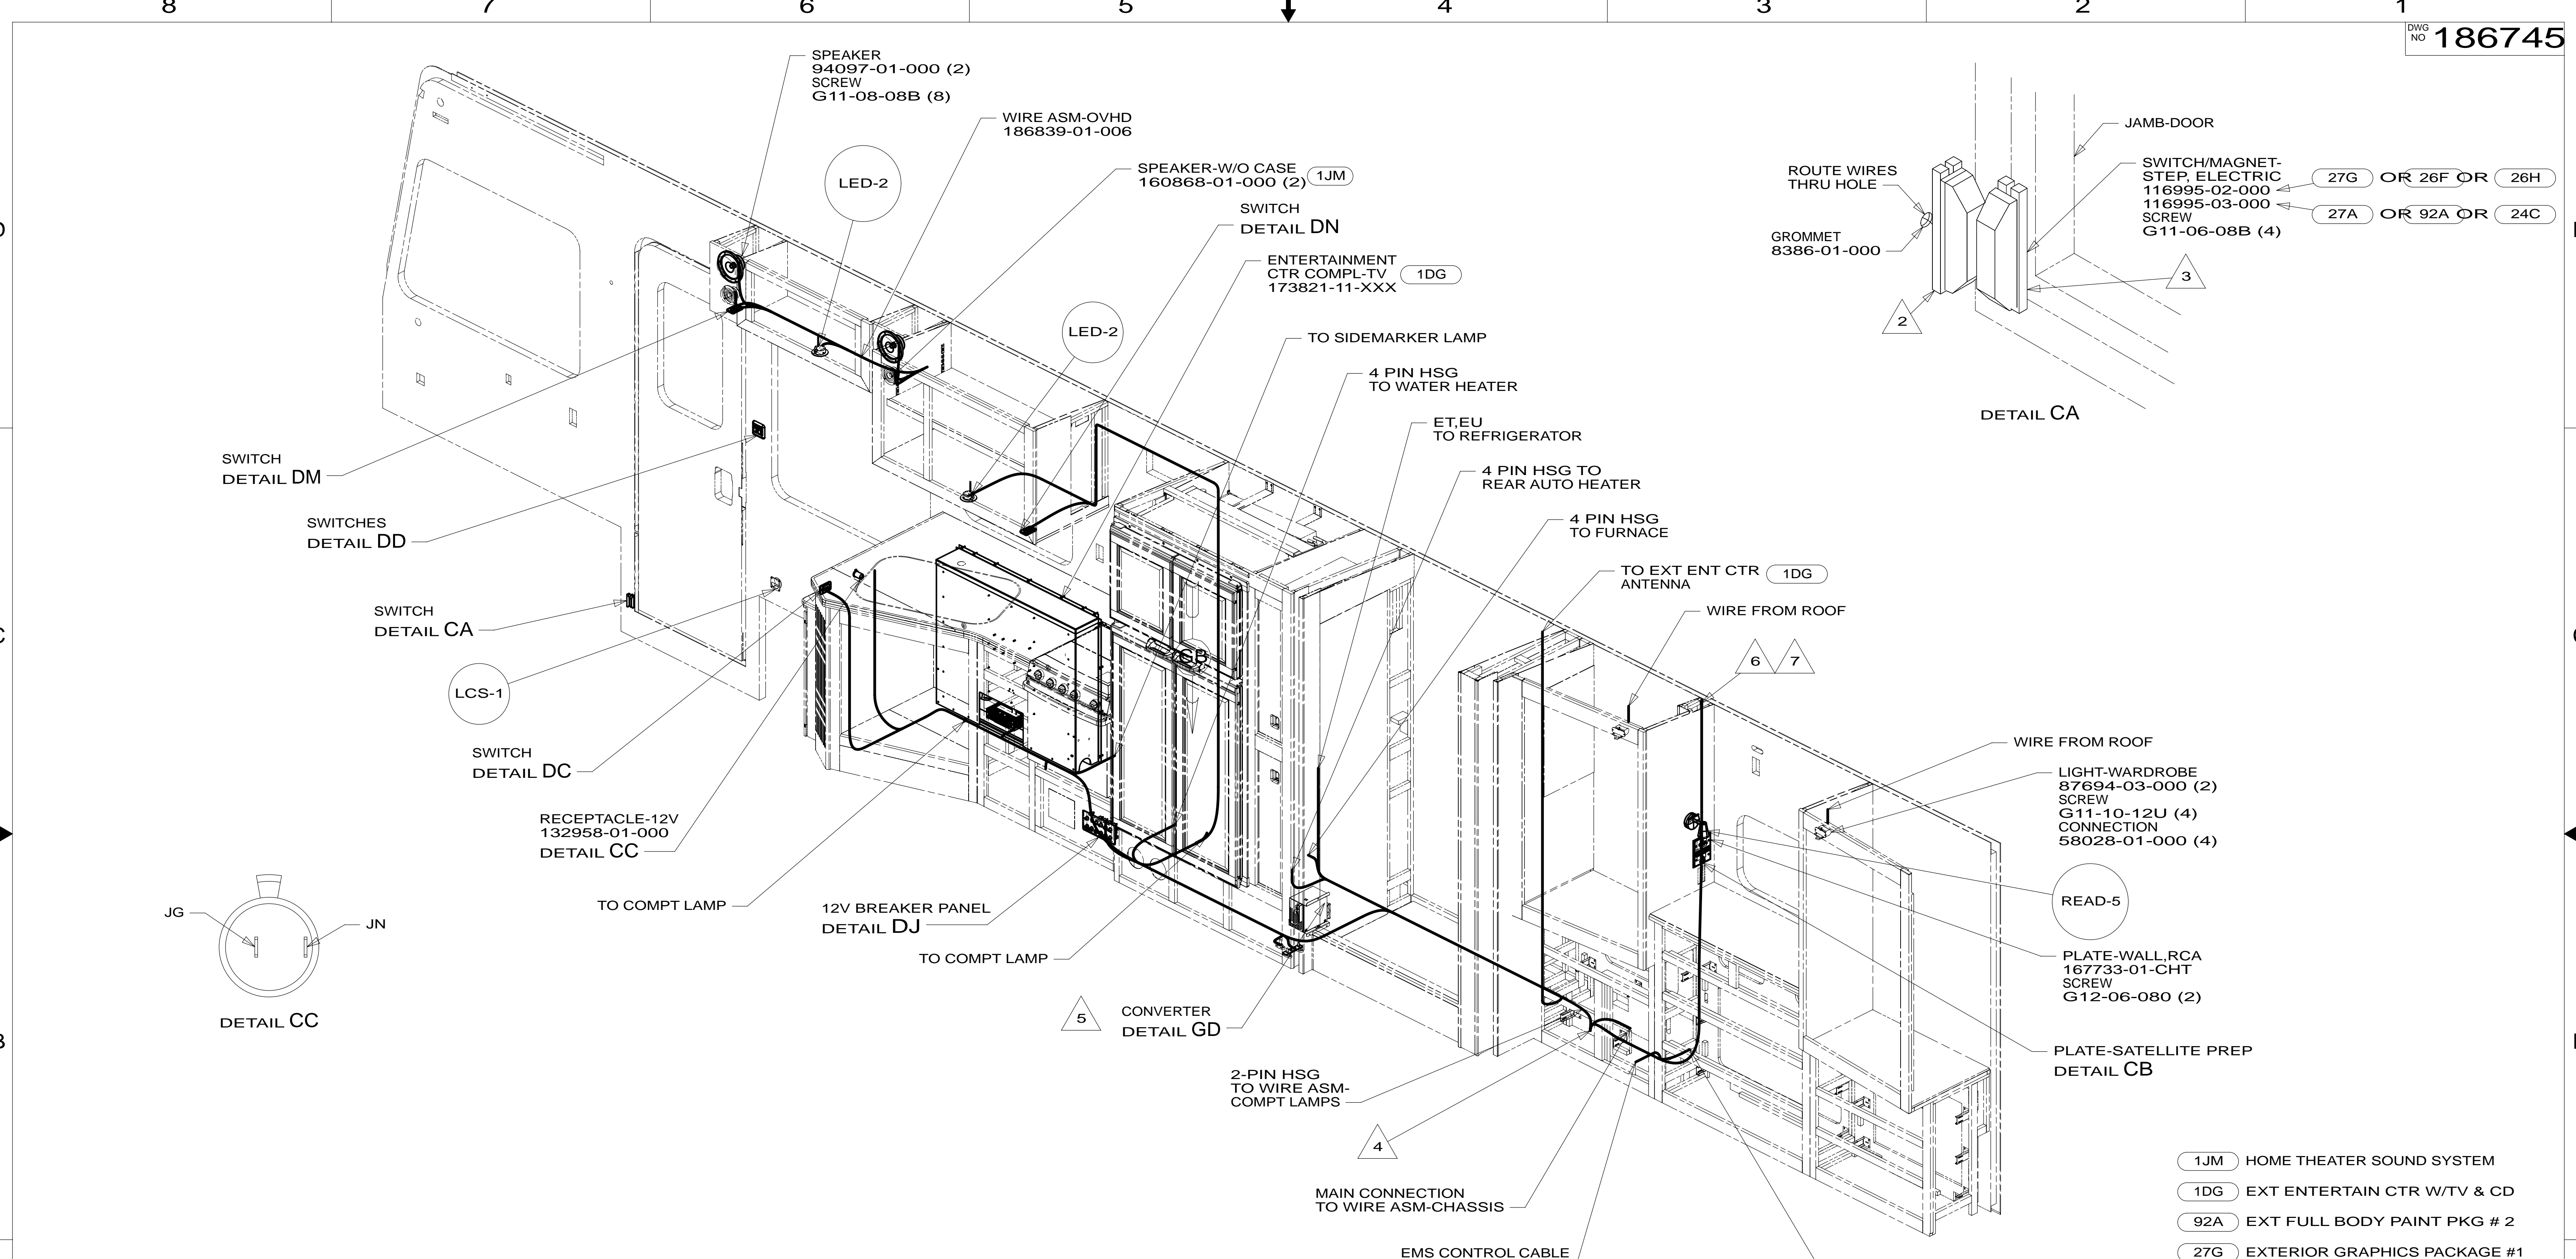 8 7 6 5 4 3 2 1
DWG
NO 186745
SPEAKER
94097-01-000 (2)
SCREW
G11-08-08B (8)
WIRE ASM-OVHD
186839-01-006
LED-2
SPEAKER-W/O CASE
160868-01-000 (2) 1JM
SWITCH
DETAIL DN
ENTERTAINMENT
CTR COMPL-TV 1DG
173821-11-XXX
LED-2
TO SIDEMARKER LAMP
4 PIN HSG
TO WATER HEATER
ET,EU
TO REFRIGERATOR
4 PIN HSG TO
REAR AUTO HEATER
4 PIN HSG
TO FURNACE
TO EXT ENT CTR 1DG
ANTENNA
WIRE FROM ROOF
6 7
JAMB-DOOR
ROUTE WIRES
THRU HOLE
GROMMET
8386-01-000
SWITCH/MAGNET-
STEP, ELECTRIC
116995-02-000 27G OR 26F OR 26H
116995-03-000 27A OR 92A OR 24C
SCREW
G11-06-08B (4)
3
2
DETAIL CA
SWITCH
DETAIL DM
SWITCHES
DETAIL DD
SWITCH
DETAIL CA
LCS-1
SWITCH
DETAIL DC
RECEPTACLE-12V
132958-01-000
DETAIL CC
GB
C
WIRE FROM ROOF
LIGHT-WARDROBE
87694-03-000 (2)
SCREW
G11-10-12U (4)
CONNECTION
58028-01-000 (4)
READ-5
PLATE-WALL,RCA
167733-01-CHT
SCREW
G12-06-080 (2)
PLATE-SATELLITE PREP
DETAIL CB
JG JN
DETAIL CC
TO COMPT LAMP
12V BREAKER PANEL
DETAIL DJ
TO COMPT LAMP
5
CONVERTER
DETAIL GD
2-PIN HSG
TO WIRE ASM-
COMPT LAMPS
4
MAIN CONNECTION
TO WIRE ASM-CHASSIS
EMS CONTROL CABLE
1JM HOME THEATER SOUND SYSTEM
1DG EXT ENTERTAIN CTR W/TV & CD
92A EXT FULL BODY PAINT PKG # 2
27G EXTERIOR GRAPHICS PACKAGE #1